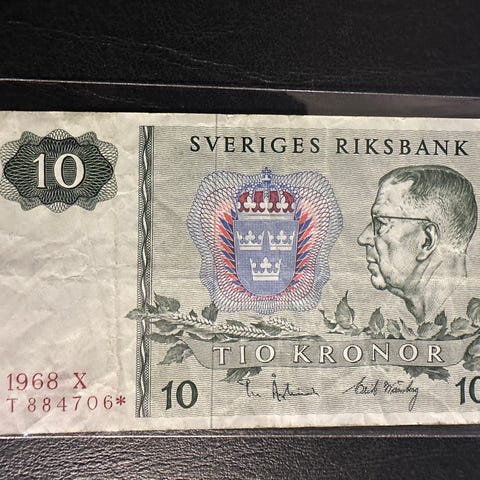 10
SVERIGES RIKSBANK
TIO KRONOR
1968 X
T 884706*
10
10